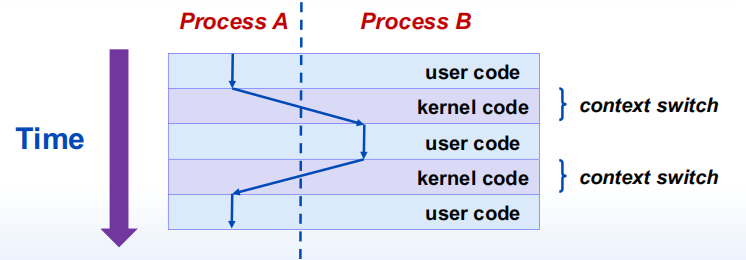 Process A Process B
user code
kernel code } context switch
Time user code
kernel code } context switch
user code